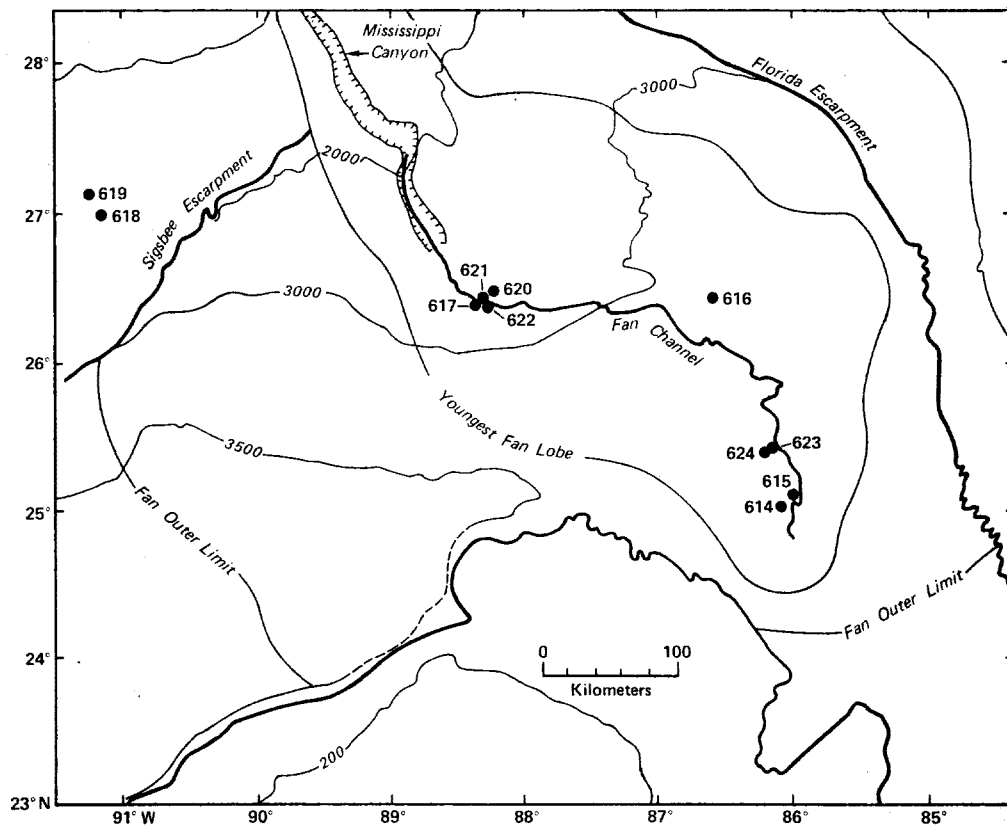 Mississippi
Canyon
28°
3000
Florida Escarpment
2000
619
618
27°
Sigsbee Escarpment
621
620
617
622
616
3000
Fan Channel
26°
Youngest Fan Lobe
3500
624
623
615
614
25°
Fan Outer Limit
Fan Outer Limit
0
100
Kilometers
24°
200
23°N
91°W
90°
89°
88°
87°
86°
85°